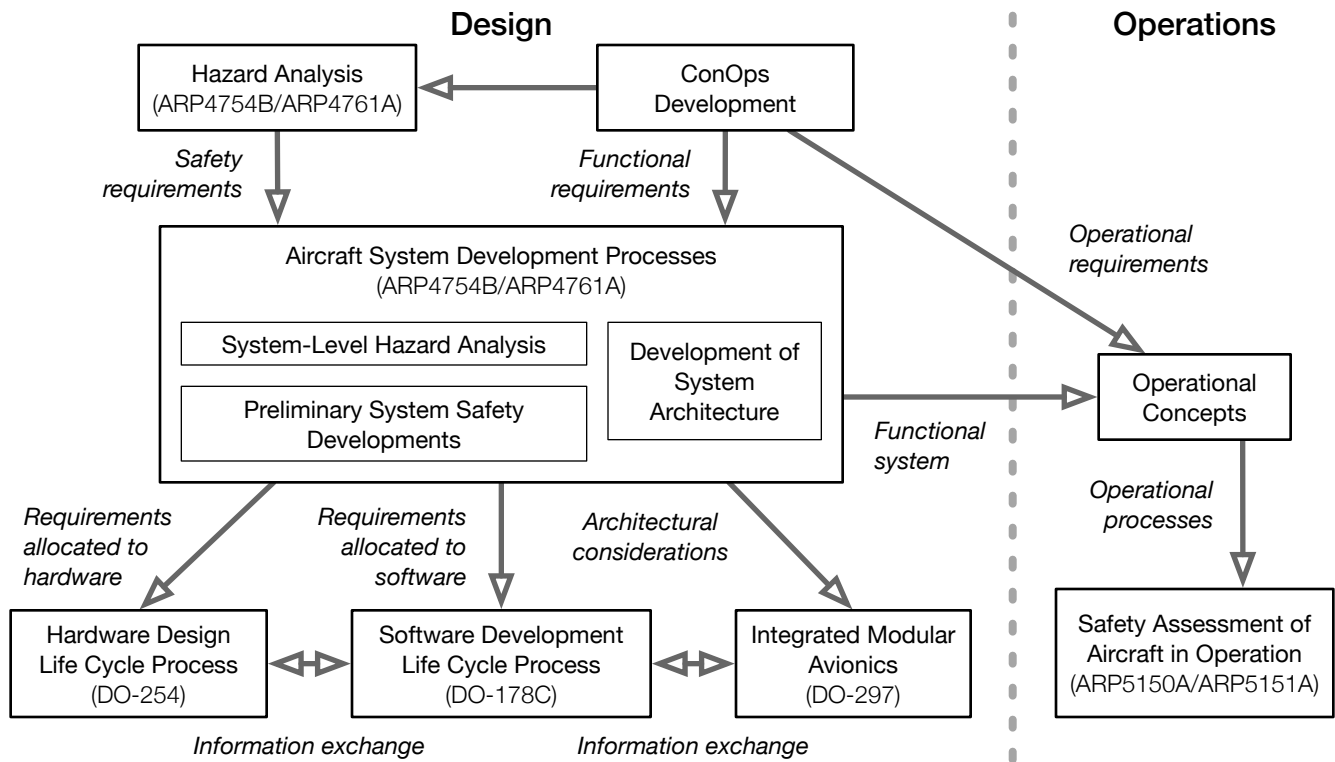 Design
Operations
Hazard Analysis
(ARP4754B/ARP4761A)
ConOps
Development
Safety
requirements
Functional
requirements
Operational
requirements
Aircraft System Development Processes
(ARP4754B/ARP4761A)
System-Level Hazard Analysis
Preliminary System Safety
Developments
Development of
System
Architecture
Functional
system
Operational
Concepts
Operational
processes
Requirements
allocated to
hardware
Requirements
allocated to
software
Architectural
considerations
Hardware Design
Life Cycle Process
(DO-254)
Software Development
Life Cycle Process
(DO-178C)
Integrated Modular
Avionics
(DO-297)
Safety Assessment of
Aircraft in Operation
(ARP5150A/ARP5151A)
Information exchange
Information exchange